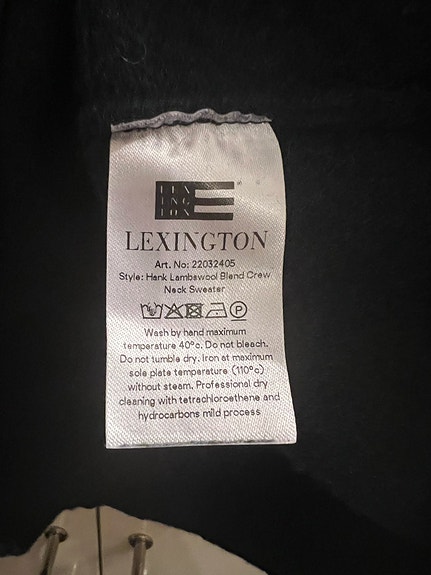 LEX
ING
TON
LEXINGTON
Art. No: 22032405
Style: Hank Lambswool Blend Crew
Neck Sweater
P
Wash by hand maximum
temperature 40°c. Do not bleach.
Do not tumble dry. Iron at maximum
sole plate temperature (110°c)
without steam. Professional dry
cleaning with tetrachloroethene and
hydrocarbons mild process